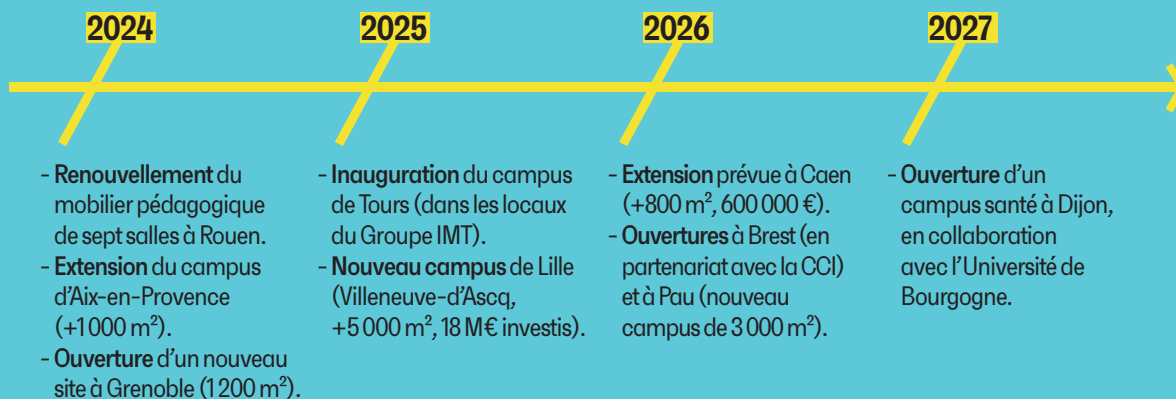 2024
- Renouvellement du
mobilier pédagogique
de sept salles à Rouen.
- Extension du campus
d'Aix-en-Provence
(+1 000 m²).
- Ouverture d'un nouveau
site à Grenoble (1 200 m²).
2025
- Inauguration du campus
de Tours (dans les locaux
du Groupe IMT).
- Nouveau campus de Lille
(Villeneuve-d'Ascq,
+5 000 m², 18 M€ investis).
2026
- Extension prévue à Caen
(+800 m², 600 000 €).
- Ouvertures à Brest (en
partenariat avec la CCI)
et à Pau (nouveau
campus de 3 000 m²).
2027
- Ouverture d'un
campus santé à Dijon,
en collaboration
avec l'Université de
Bourgogne.